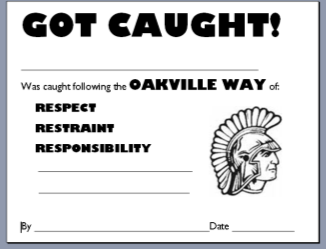 GOT CAUGHT!
Was caught following the OAKVILLE WAY of:
RESPECT
RESTRAINT
RESPONSIBILITY
By Date